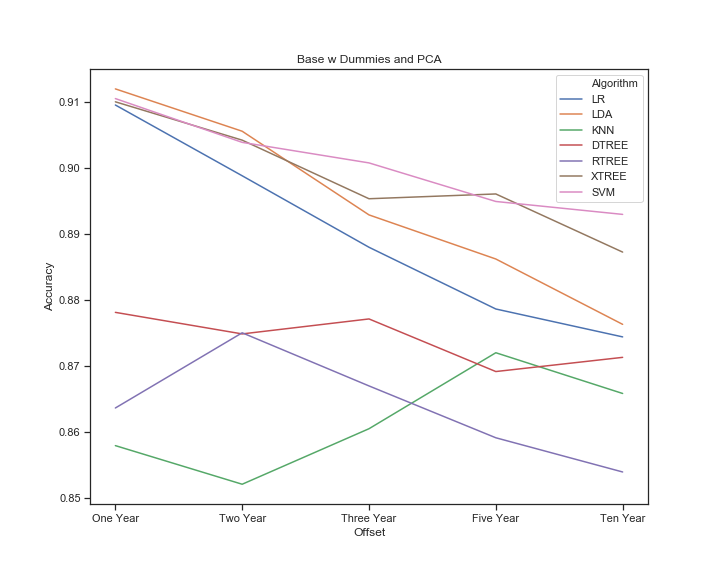 Base w Dummies and PCA
Algorithm
LR
LDA
KNN
DTREE
RTREE
XTREE
SVM
0.91
0.90
0.89
0.88
0.87
0.86
0.85
Accuracy
One Year Two Year Three Year Five Year Ten Year
Offset